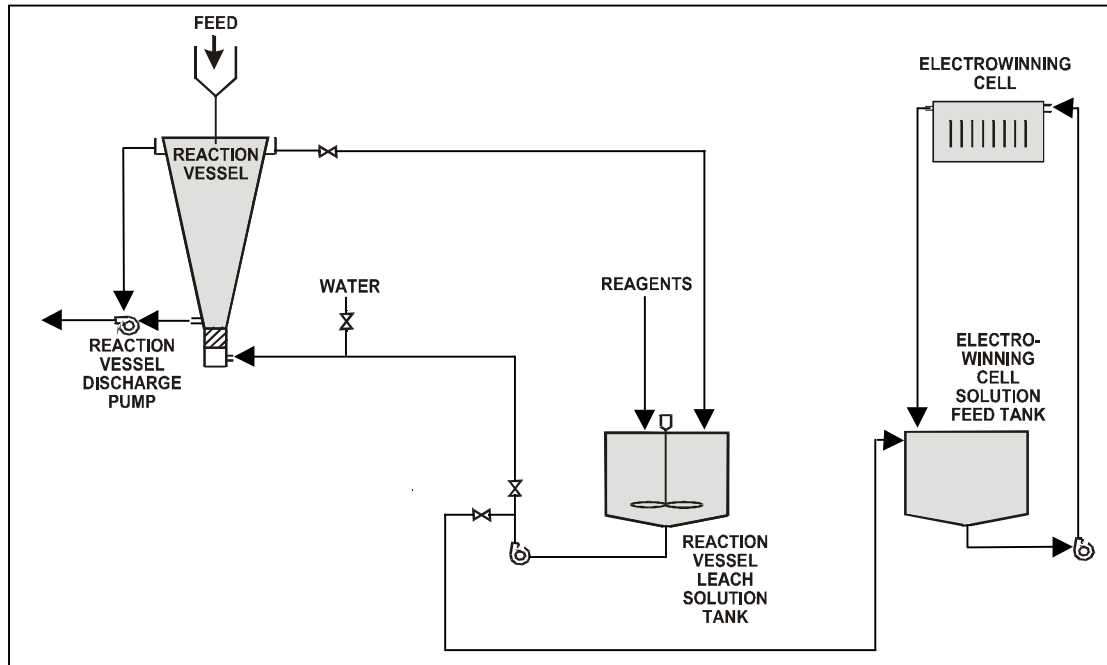 FEED
REACTION
VESSEL
ELECTROWINNING
CELL
WATER
REAGENTS
REACTION
VESSEL
DISCHARGE
PUMP
ELECTRO-
WINNING
CELL
SOLUTION
FEED TANK
REACTION
VESSEL
LEACH
SOLUTION
TANK